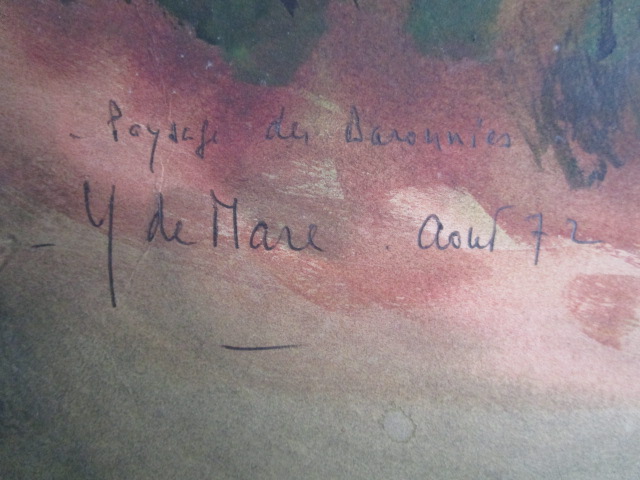 - Paysage des Baronnies
- Y de Mare . Aout 72